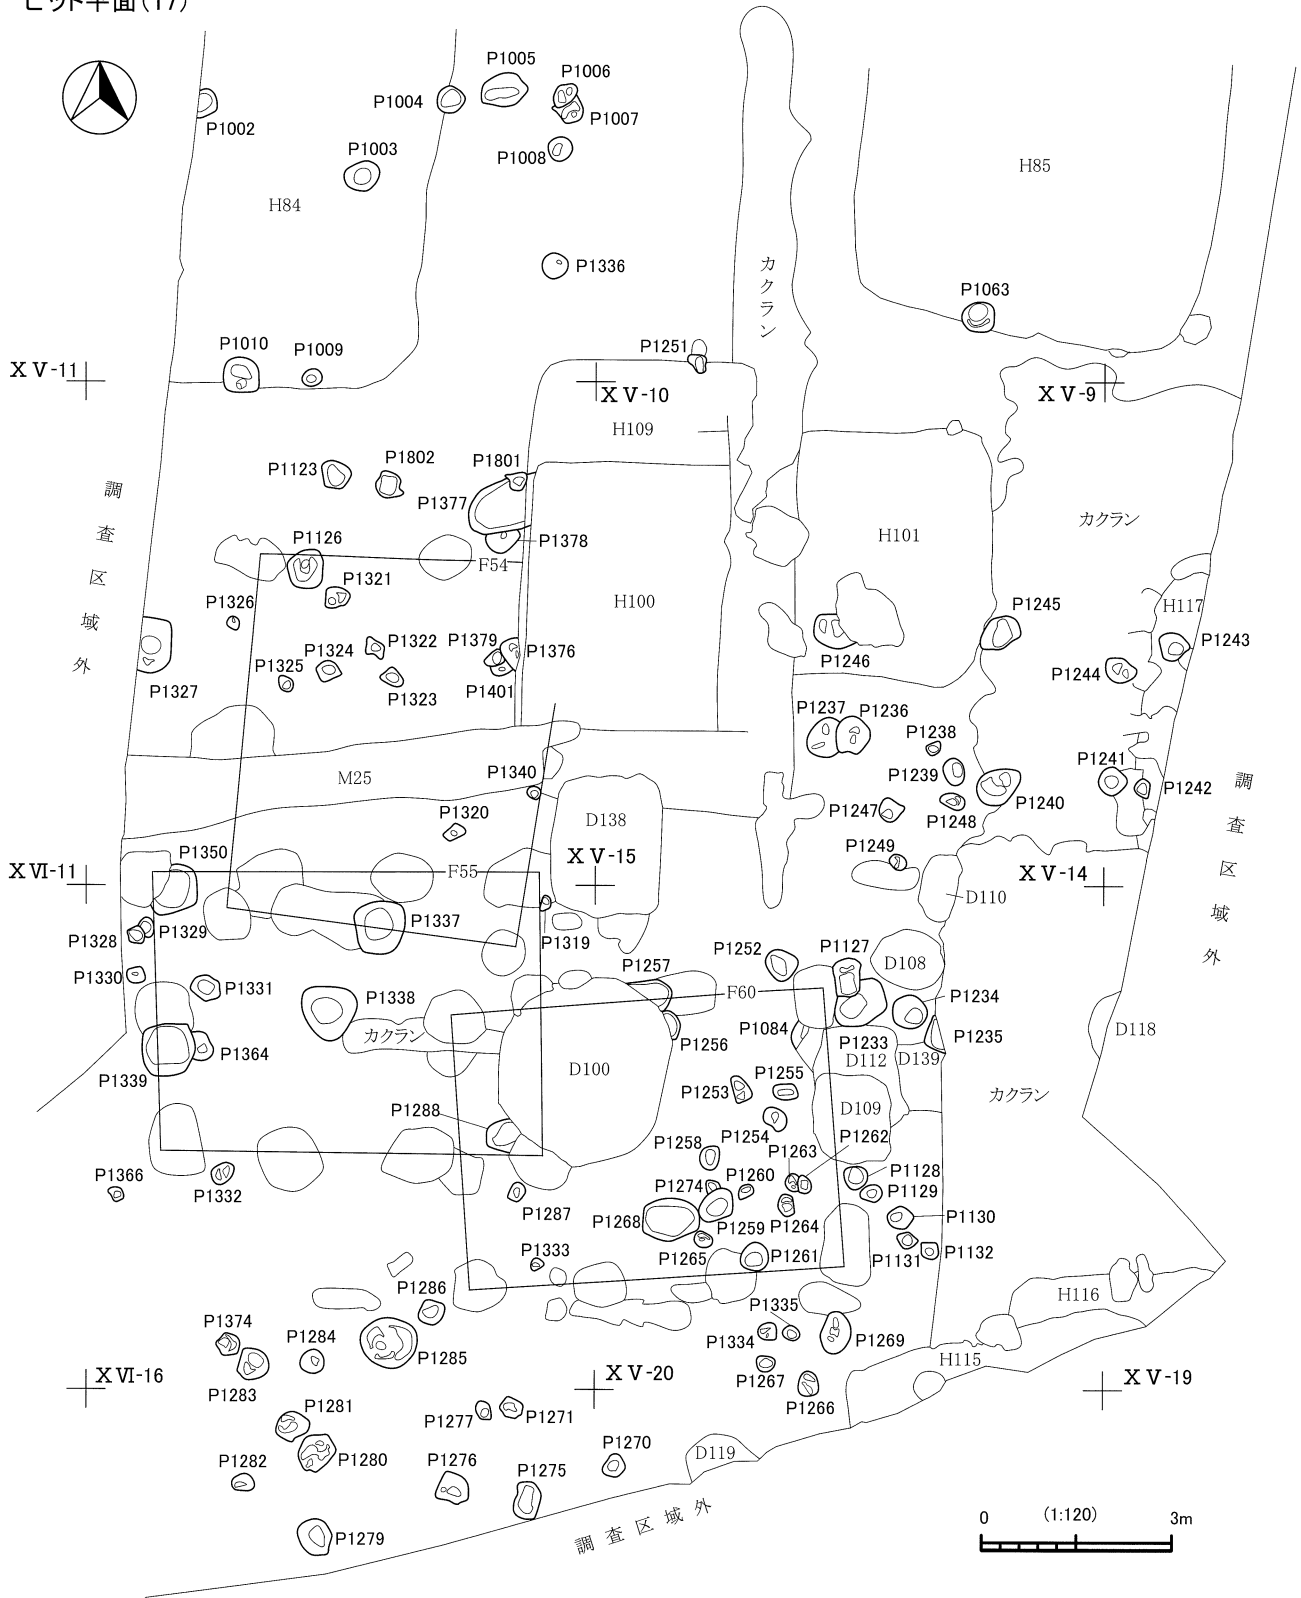 ピット平面(17)
P1005
P1006
P1004
P1002
P1007
P1003
P1008
H85
H84
カクラン
P1336
P1063
P1010
P1009
P1251
XV-11
XV-10
XV-9
H109
P1123
P1802
P1801
P1377
調査区域外
カクラン
H101
P1126
P1378
F54
P1321
H100
P1326
P1245
H117
P1324
P1322
P1379
P1376
P1246
P1243
P1325
P1244
P1327
P1323
P1401
P1237
P1236
P1238
M25
P1340
P1239
P1241
P1242
P1240
調査区域外
P1320
D138
P1247
P1248
P1350
XV-15
P1249
XVI-11
F55
XV-14
D110
P1337
P1328
P1329
P1319
P1252
P1127
D108
P1330
P1257
P1331
P1338
F60
P1234
カクラン
P1084
P1233
P1235
D118
P1256
D112
D139
P1364
P1339
D100
P1255
P1253
カクラン
D109
P1288
P1254
P1262
P1258
P1263
P1128
P1366
P1260
P1274
P1129
P1332
P1287
P1268
P1259
P1264
P1130
P1333
P1265
P1261
P1131
P1132
P1286
H116
P1335
P1374
P1284
P1334
P1269
P1285
H115
XVI-16
XV-20
P1267
XV-19
P1283
P1266
P1281
P1277
P1271
P1282
P1280
P1276
P1275
P1270
D119
調査区域外
P1279
0 (1:120) 3m